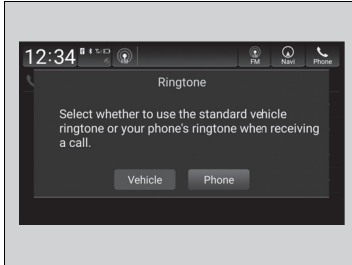 12:34
FM Navi Phone
Ringtone
Select whether to use the standard vehicle
ringtone or your phone's ringtone when receiving
a call.
Vehicle Phone